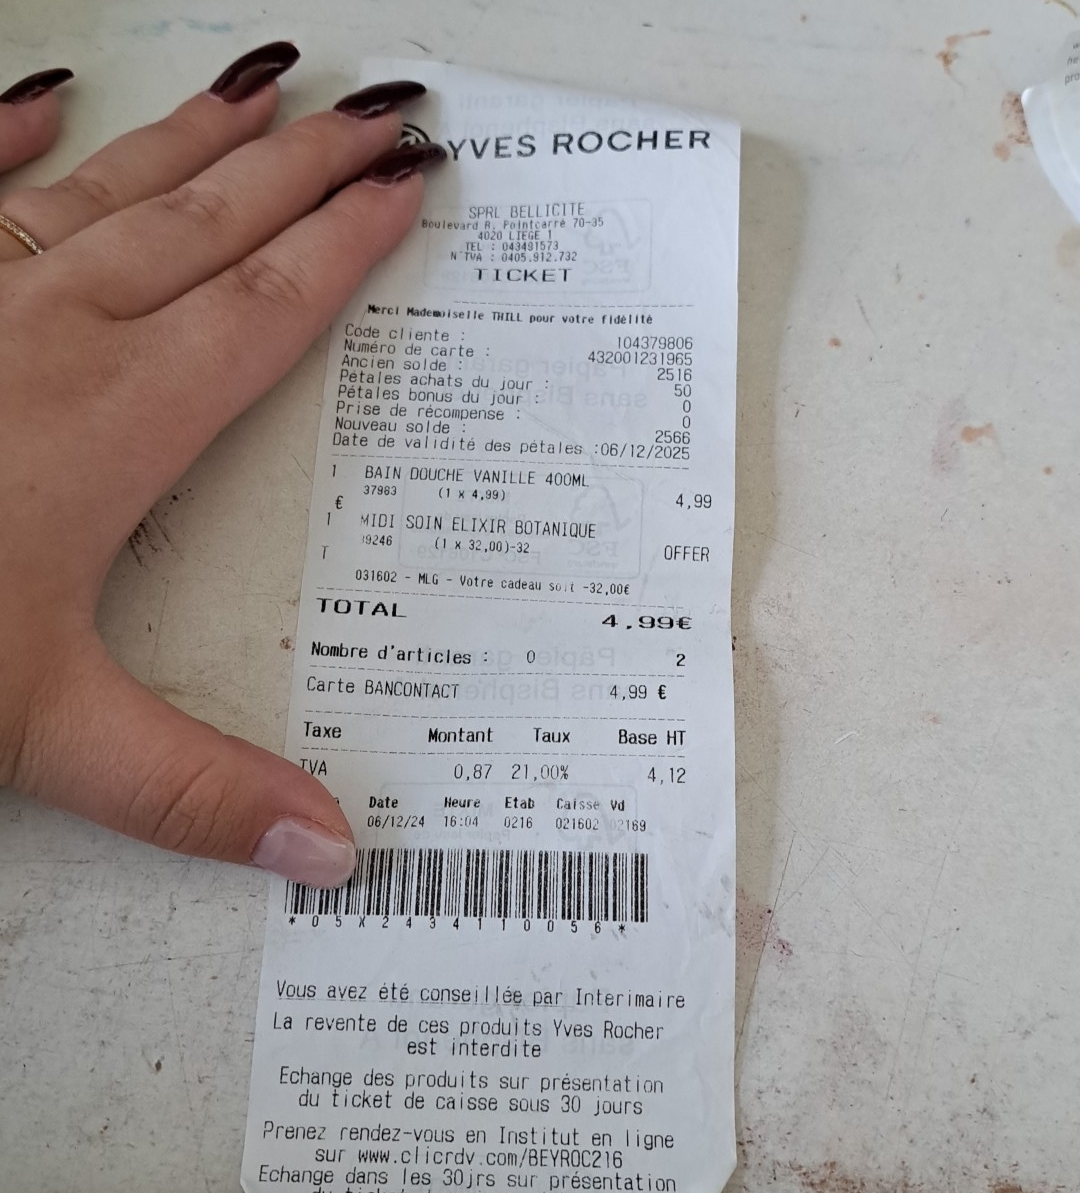 YVES ROCHER
SPRL BELLICITE
Boulevard R. Pointcarré 70-35
4020 LIEGE 1
TEL : 043491573
N°TVA : 0405.912.732
TICKET
Merci Mademoiselle THILL pour votre fidélité
Code cliente : 104379806
Numéro de carte : 432001231965
Ancien solde : 2516
Pétales achats du jour : 50
Pétales bonus du jour : 0
Prise de récompense : 0
Nouveau solde : 2566
Date de validité des pétales :06/12/2025
1 BAIN DOUCHE VANILLE 400ML
37983 (1 x 4,99) 4,99
€
1 MIDI SOIN ELIXIR BOTANIQUE
19246 (1 x 32,00)-32 OFFER
T
031602 - MLG - Votre cadeau soit -32,00€
TOTAL 4,99€
Nombre d'articles : 0 2
Carte BANCONTACT 4,99 €
Taxe Montant Taux Base HT
TVA 0,87 21,00% 4,12
Date Heure Etab Caisse Vd
06/12/24 16:04 0216 021602 02169
* 0 5 X 2 4 3 4 1 1 0 0 5 6 *
Vous avez été conseillée par Interimaire
La revente de ces produits Yves Rocher
est interdite
Echange des produits sur présentation
du ticket de caisse sous 30 jours
Prenez rendez-vous en Institut en ligne
sur www.clicrdv.com/BEYROC216
Echange dans les 30jrs sur présentation